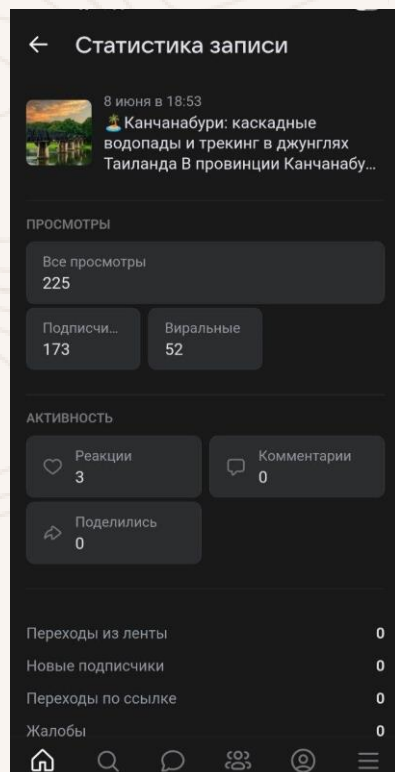 Статистика записи
8 июня в 18:53
🏝️Канчанабури: каскадные
водопады и трекинг в джунглях
Таиланда В провинции Канчанабу...
ПРОСМОТРЫ
Все просмотры
225
Подписчи...
173
Виральные
52
АКТИВНОСТЬ
Реакции
3
Комментарии
0
Поделились
0
Переходы из ленты 0
Новые подписчики 0
Переходы по ссылке 0
Жалобы 0